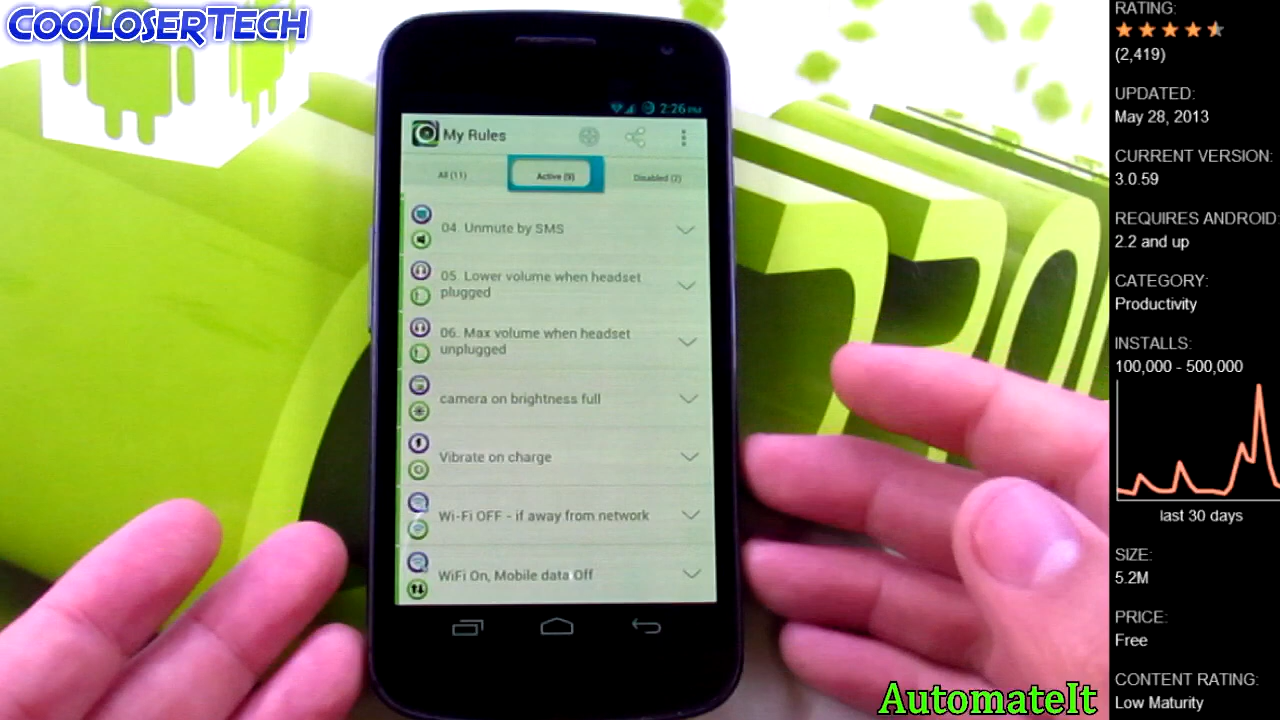 CooLoserTech
2:26 PM
My Rules
All (11)
Active (9)
Disabled (2)
04. Unmute by SMS
05. Lower volume when headset
plugged
06. Max volume when headset
unplugged
camera on brightness full
Vibrate on charge
Wi-Fi OFF - if away from network
WiFi On, Mobile data Off
RATING:
(2,419)
UPDATED:
May 28, 2013
CURRENT VERSION:
3.0.59
REQUIRES ANDROID:
2.2 and up
CATEGORY:
Productivity
INSTALLS:
100,000 - 500,000
last 30 days
SIZE:
5.2M
PRICE:
Free
CONTENT RATING:
Low Maturity
AutomateIt